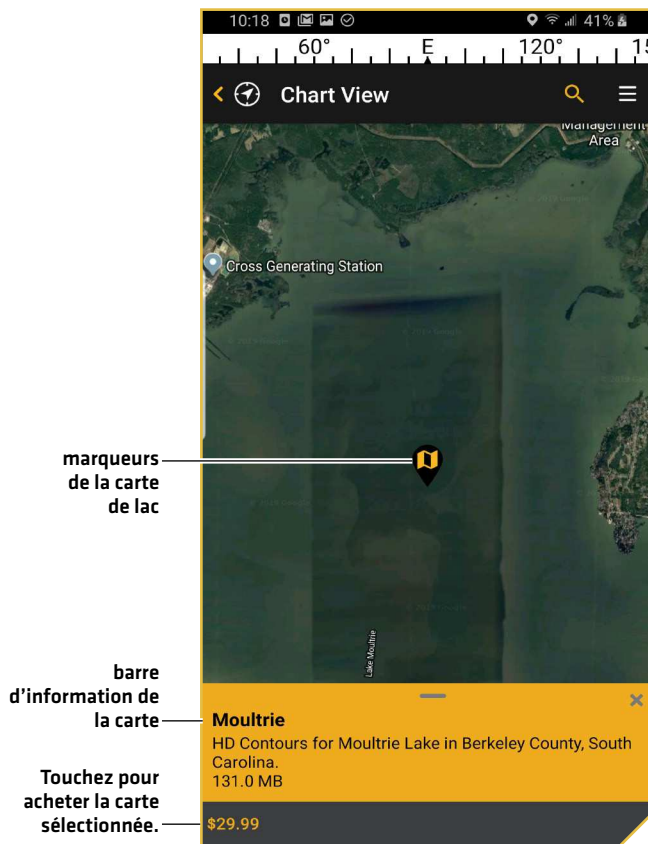 10:18
41%
60° E 120° 15
Chart View
Management
Area
Cross Generating Station
marqueurs
de la carte
de lac
Lake Moultrie
barre
d’information de
la carte
Moultrie
HD Contours for Moultrie Lake in Berkeley County, South
Carolina.
131.0 MB
Touchez pour
acheter la carte
sélectionnée.
$29.99